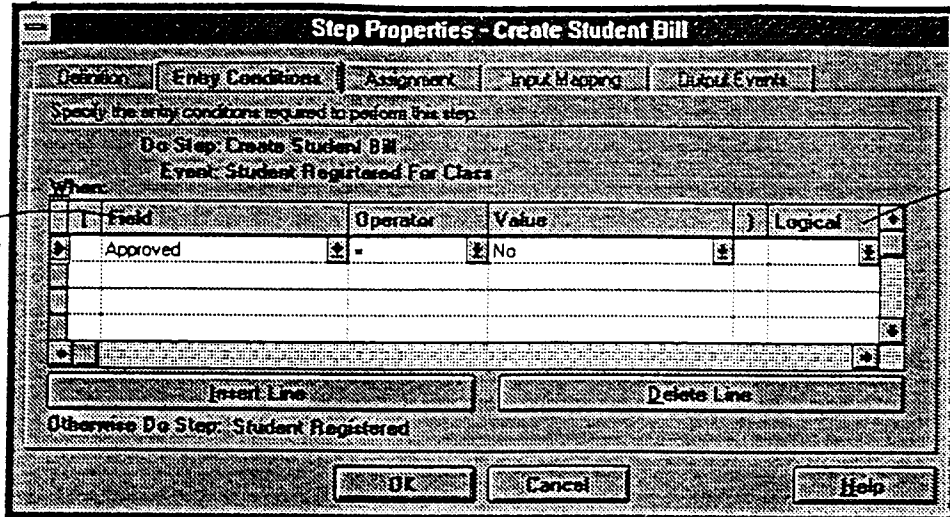 Step Properties - Create Student Bill
Definition Entry Conditions Assignment Input Mapping Output Events
Specify the entry conditions required to perform this step.
Do Step: Create Student Bill
Event: Student Registered For Class
When:
( Field Operator Value ) Logical
Approved = No
Insert Line Delete Line
Otherwise Do Step: Student Registered
OK Cancel Help